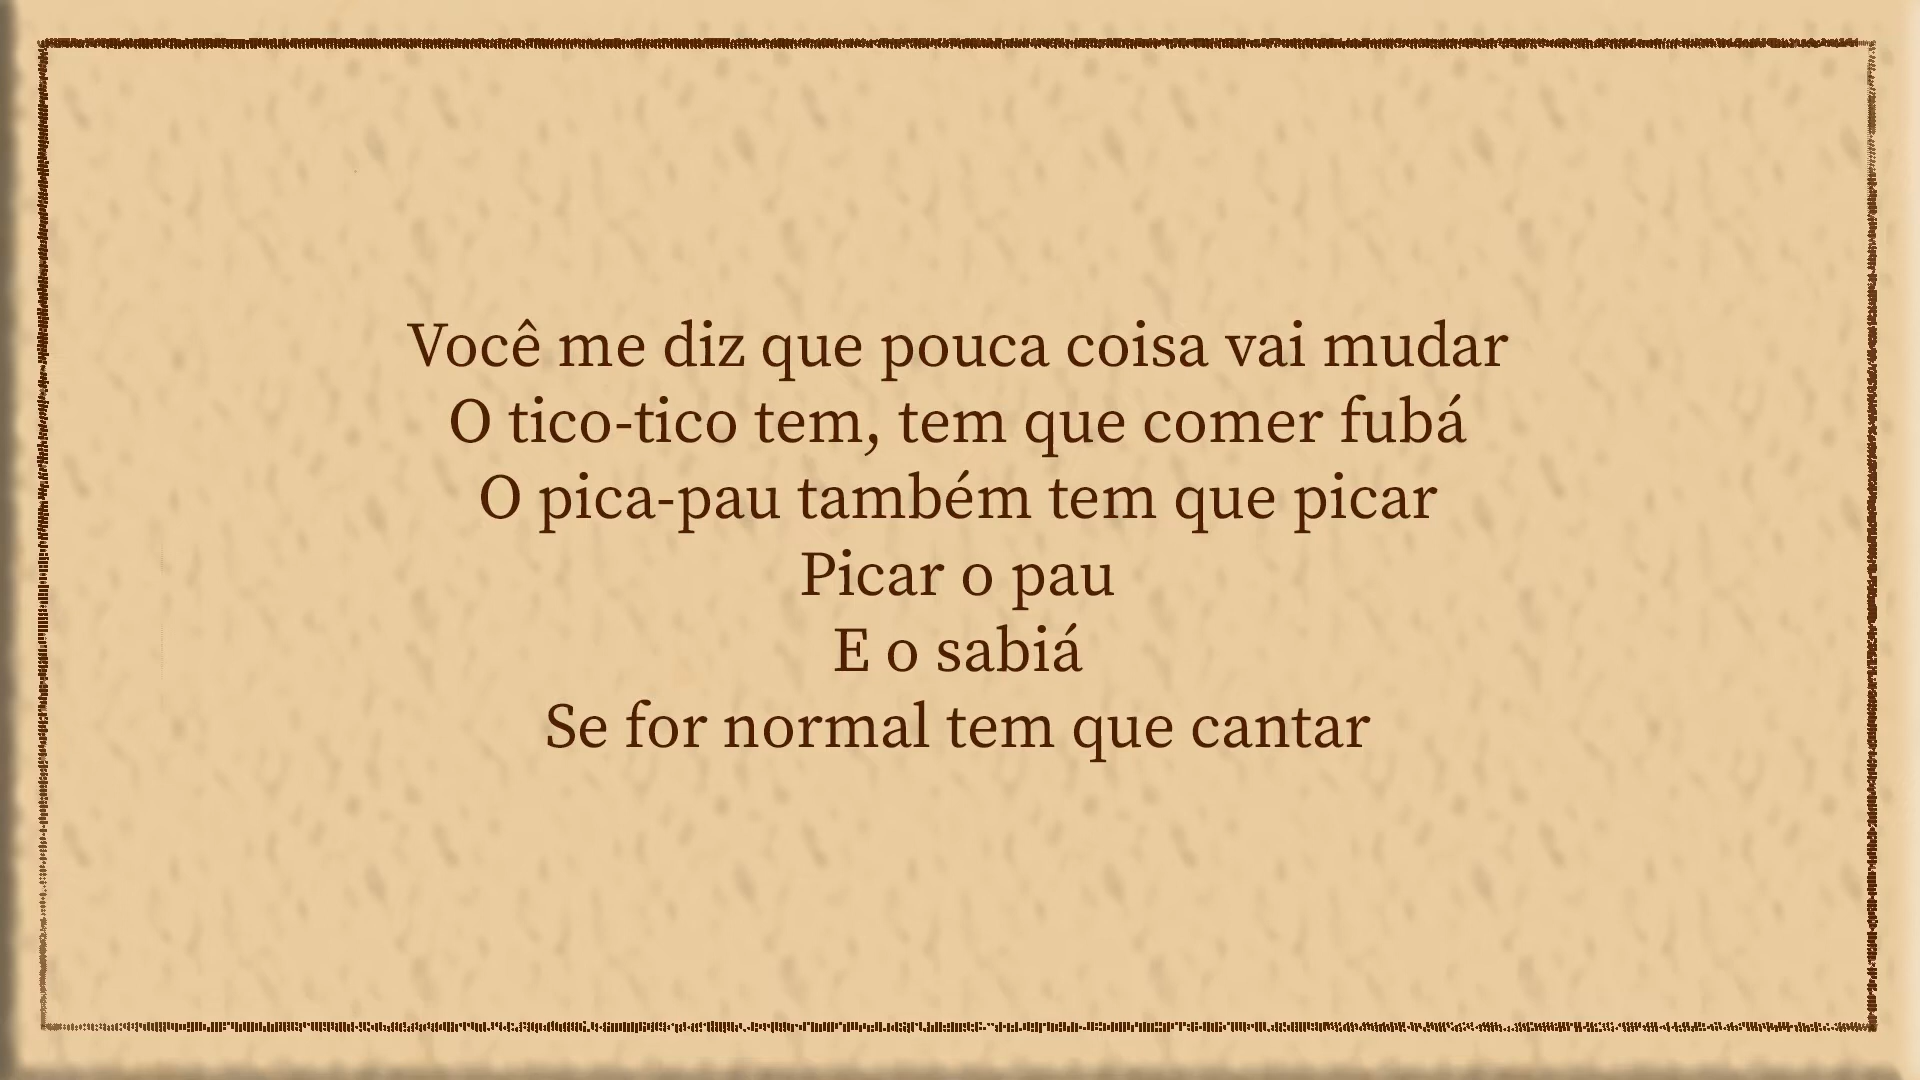 Você me diz que pouca coisa vai mudar
O tico-tico tem, tem que comer fubá
O pica-pau também tem que picar
Picar o pau
E o sabiá
Se for normal tem que cantar